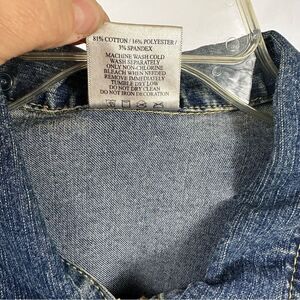 81% COTTON / 16% POLYESTER /
3% SPANDEX
MACHINE WASH COLD
WASH SEPARATELY
ONLY NON-CHLORINE
BLEACH WHEN NEEDED
REMOVE IMMEDIATELY
TUMBLE DRY LOW
DO NOT DRY CLEAN
DO NOT IRON DECORATION